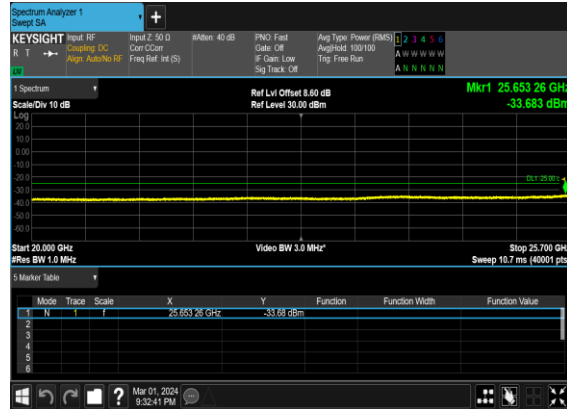 Spectrum Analyzer 1
Swept SA
+
KEYSIGHT
R T
Input: RF
Coupling: DC
Align: Auto/No RF
Input Z: 50 Ω
Corr CCorr
Freq Ref: Int (S)
#Atten: 40 dB
PNO: Fast
Gate: Off
IF Gain: Low
Sig Track: Off
Avg Type: Power (RMS)
Avg|Hold: 100/100
Trig: Free Run
1 2 3 4 5 6
A W W W W W
A N N N N N
1 Spectrum
Scale/Div 10 dB
Ref Lvl Offset 8.60 dB
Ref Level 30.00 dBm
Mkr1 25.653 26 GHz
-33.683 dBm
Log
20.0
10.0
0.00
-10.0
-20.0
-30.0
-40.0
-50.0
-60.0
Start 20.000 GHz
#Res BW 1.0 MHz
Video BW 3.0 MHz*
Stop 25.700 GHz
Sweep 10.7 ms (40001 pts
5 Marker Table
Mode Trace Scale X Y Function Function Width Function Value
1 N 1 f 25.653 26 GHz -33.68 dBm
2
3
4
5
6
?
Mar 01, 2024
9:32:41 PM